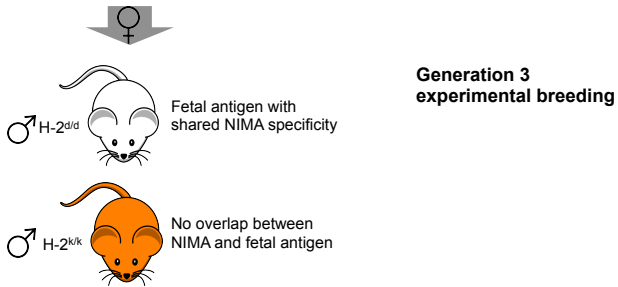 Generation 3
experimental breeding
Fetal antigen with
shared NIMA specificity
♂ H-2d/d
No overlap between
NIMA and fetal antigen
♂ H-2k/k